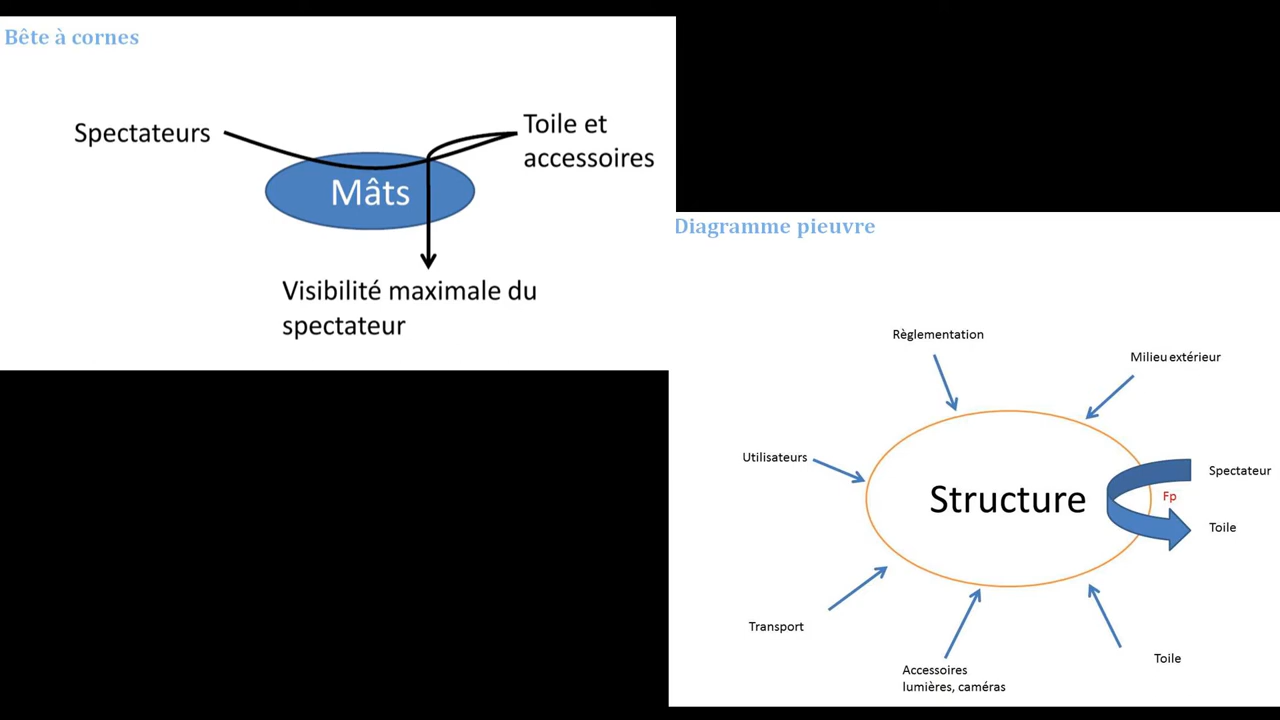 Bête à cornes
Spectateurs
Toile et
accessoires
Mâts
Visibilité maximale du
spectateur
Diagramme pieuvre
Règlementation
Milieu extérieur
Utilisateurs
Spectateur
Structure
Fp
Toile
Transport
Toile
Accessoires
lumières, caméras